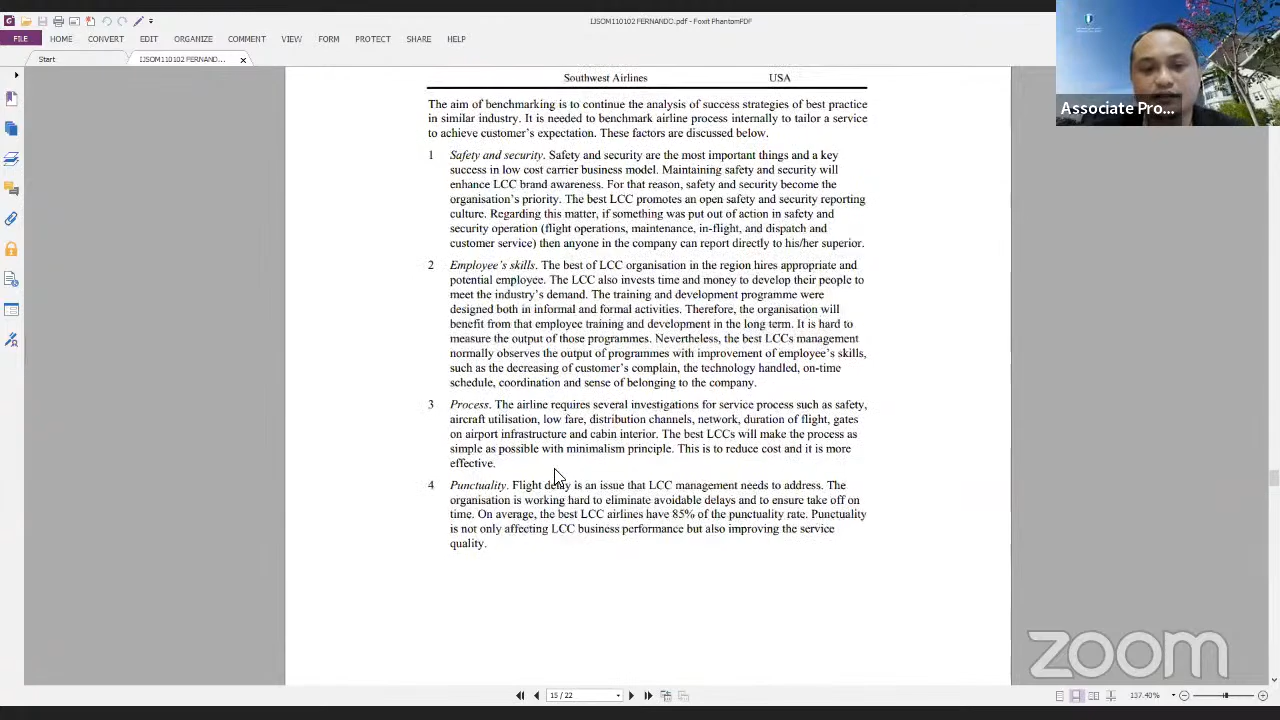 IJSOM110102 FERNANDO.pdf - Foxit PhantomPDF
FILE HOME CONVERT EDIT ORGANIZE COMMENT VIEW FORM PROTECT SHARE HELP
Start IJSOM110102 FERNANDO...
Associate Pro...
Southwest Airlines USA
The aim of benchmarking is to continue the analysis of success strategies of best practice
in similar industry. It is needed to benchmark airline process internally to tailor a service
to achieve customer's expectation. These factors are discussed below.
1 Safety and security. Safety and security are the most important things and a key
success in low cost carrier business model. Maintaining safety and security will
enhance LCC brand awareness. For that reason, safety and security become the
organisation's priority. The best LCC promotes an open safety and security reporting
culture. Regarding this matter, if something was put out of action in safety and
security operation (flight operations, maintenance, in-flight, and dispatch and
customer service) then anyone in the company can report directly to his/her superior.
2 Employee's skills. The best of LCC organisation in the region hires appropriate and
potential employee. The LCC also invests time and money to develop their people to
meet the industry's demand. The training and development programme were
designed both in informal and formal activities. Therefore, the organisation will
benefit from that employee training and development in the long term. It is hard to
measure the output of those programmes. Nevertheless, the best LCCs management
normally observes the output of programmes with improvement of employee's skills,
such as the decreasing of customer's complain, the technology handled, on-time
schedule, coordination and sense of belonging to the company.
3 Process. The airline requires several investigations for service process such as safety,
aircraft utilisation, low fare, distribution channels, network, duration of flight, gates
on airport infrastructure and cabin interior. The best LCCs will make the process as
simple as possible with minimalism principle. This is to reduce cost and it is more
effective.
4 Punctuality. Flight delay is an issue that LCC management needs to address. The
organisation is working hard to eliminate avoidable delays and to ensure take off on
time. On average, the best LCC airlines have 85% of the punctuality rate. Punctuality
is not only affecting LCC business performance but also improving the service
quality.
zoom
15 / 22
137.40%